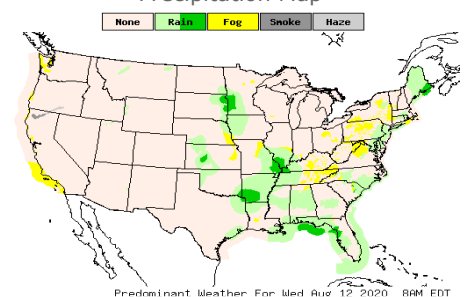 Precipitation Map
None Rain Fog Smoke Haze
Predominant Weather For Wed Aug 12 2020 8AM EDT